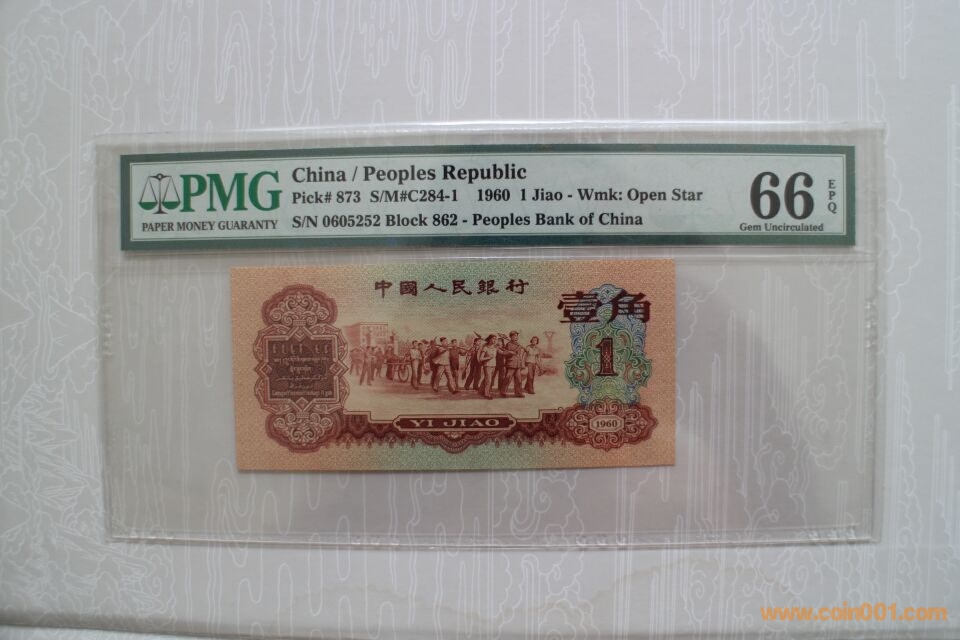 PMG
PAPER MONEY GUARANTY
China / Peoples Republic
Pick# 873 S/M#C284-1 1960 1 Jiao - Wmk: Open Star
S/N 0605252 Block 862 - Peoples Bank of China
66
EPQ
Gem Uncirculated
中國人民銀行
壹角
1
YI JIAO
1960
www.coin001.com